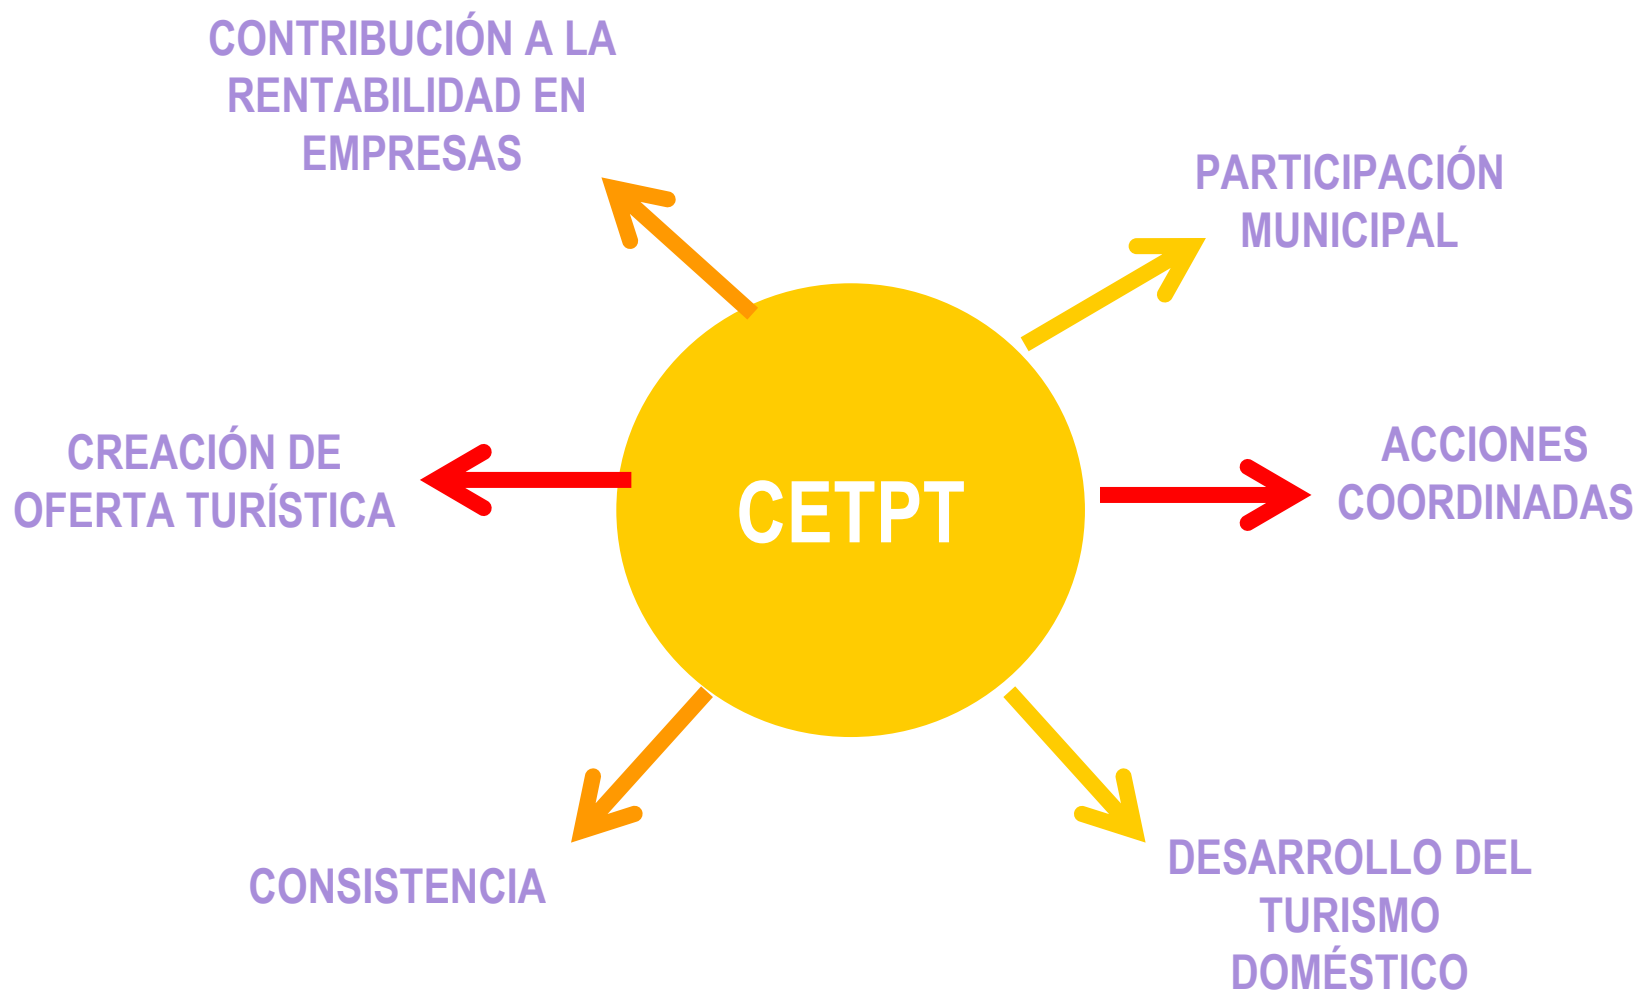 CONTRIBUCIÓN A LA
RENTABILIDAD EN
EMPRESAS
PARTICIPACIÓN
MUNICIPAL
CREACIÓN DE
OFERTA TURÍSTICA
CETPT
ACCIONES
COORDINADAS
CONSISTENCIA
DESARROLLO DEL
TURISMO
DOMÉSTICO